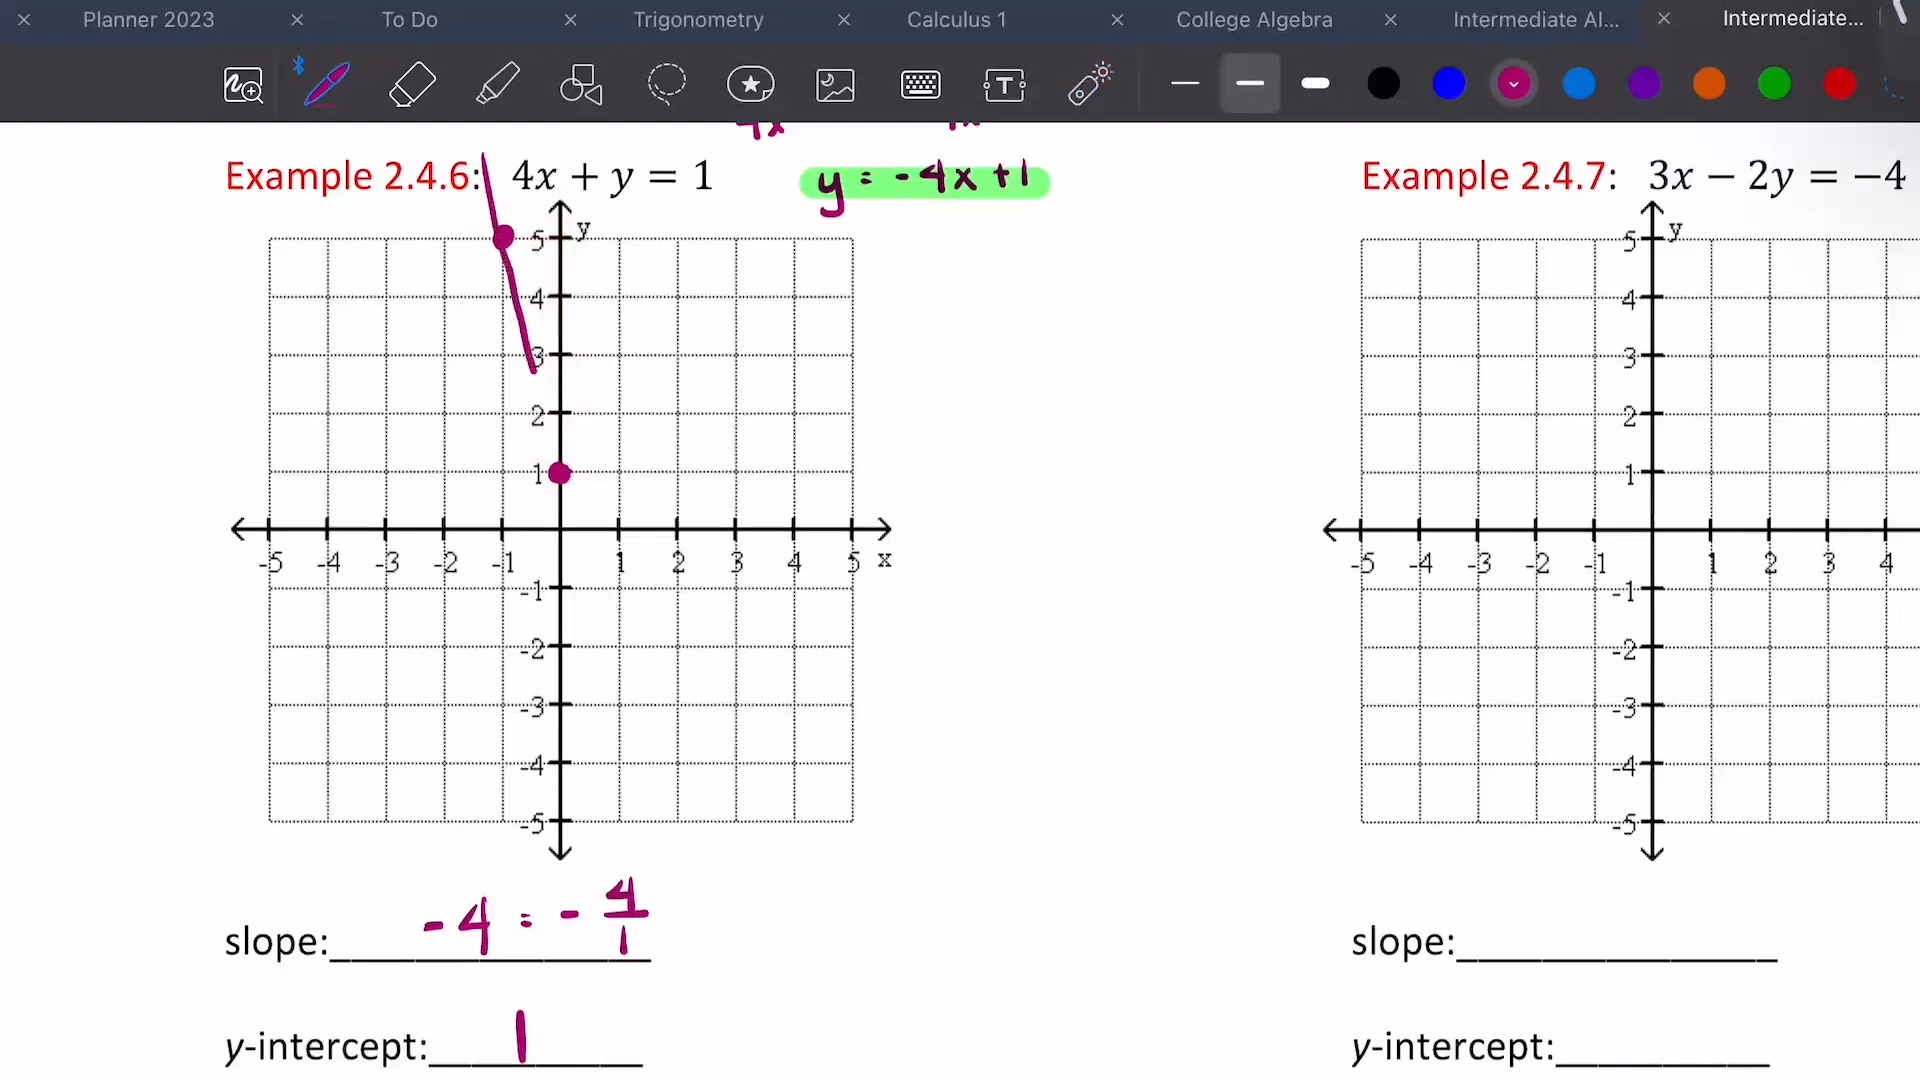 Planner 2023 To Do Trigonometry Calculus 1 College Algebra Intermediate Al... Intermediate...
4x 4x
Example 2.4.6: 4x + y = 1 y = -4x +1 Example 2.4.7: 3x − 2y = −4
y y
5 5
4 4
3 3
2 2
1 1
-5 -4 -3 -2 -1 1 2 3 4 5 x -5 -4 -3 -2 -1 1 2 3 4
-1 -1
-2 -2
-3 -3
-4 -4
-5 -5
slope: -4 = - 4/1 slope:
y-intercept: 1 y-intercept: